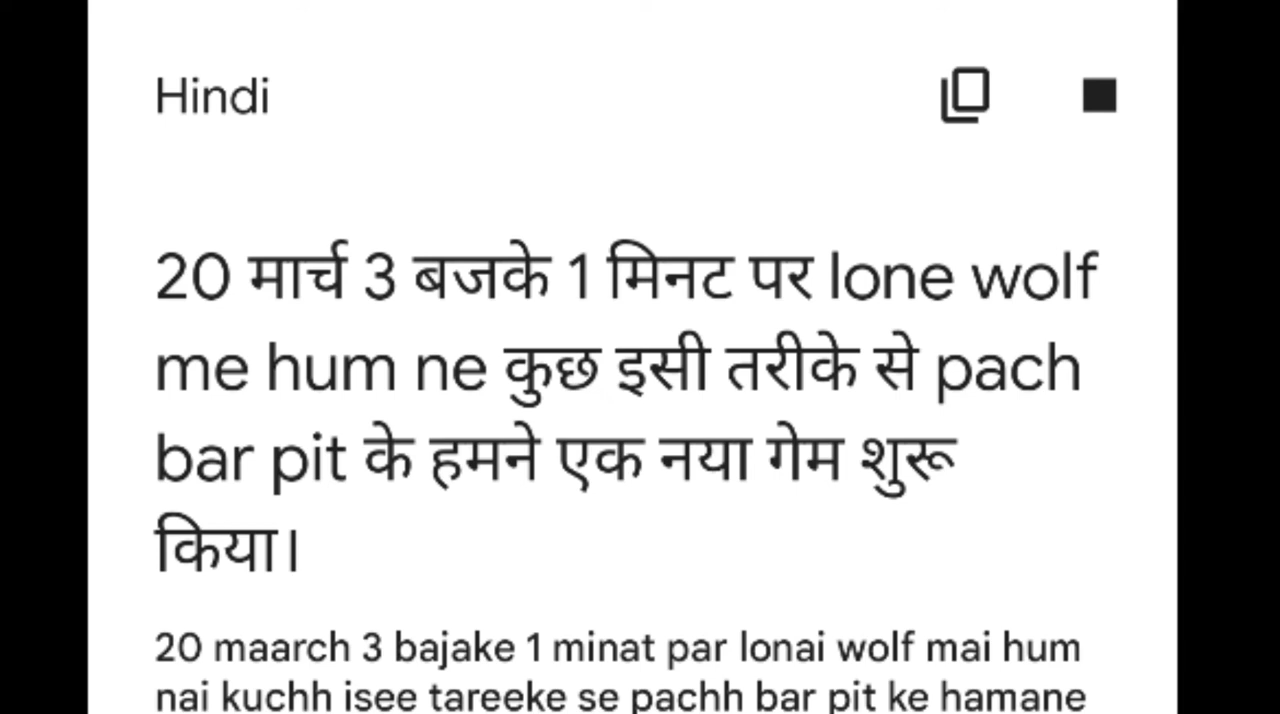 Hindi
20 मार्च 3 बजके 1 मिनट पर lone wolf
me hum ne कुछ इसी तरीके से pach
bar pit के हमने एक नया गेम शुरू
किया।
20 maarch 3 bajake 1 minat par lonai wolf mai hum
nai kuchh isee tareeke se pachh bar pit ke hamane